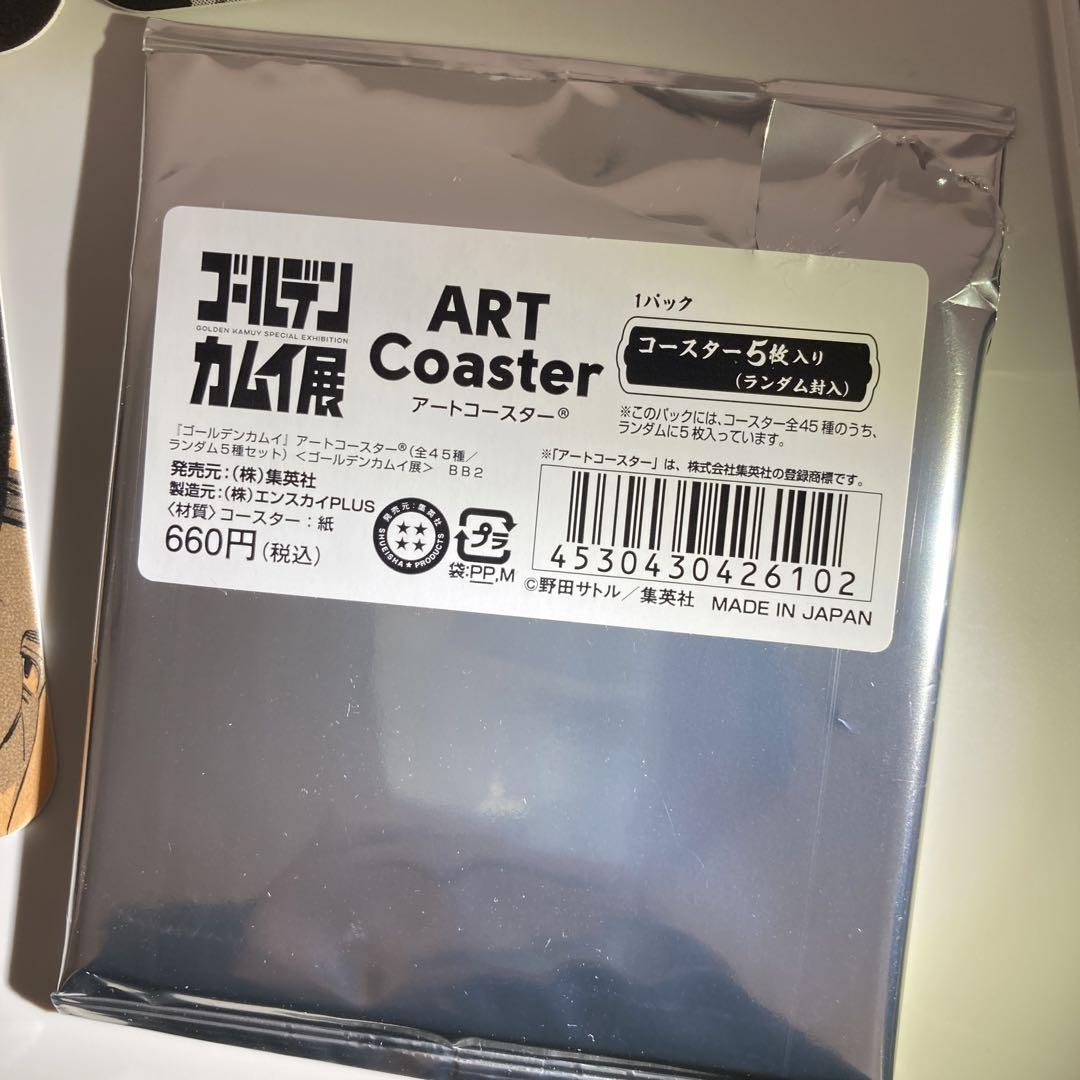 ゴールデン
GOLDEN KAMUY SPECIAL EXHIBITION
カムイ展
ART
Coaster
アートコースター®
1パック
コースター5枚入り
(ランダム封入)
※このパックには、コースター全45種のうち、
ランダムに5枚入っています。
『ゴールデンカムイ』アートコースター®(全45種/
ランダム5種セット)<ゴールデンカムイ展> BB2
発売元:(株)集英社
製造元:(株)エンスカイPLUS
〈材質〉コースター:紙
660円(税込)
発売元:集英社
SHUEISHA★PRODUCTS
プラ
袋:PP,M
※「アートコースター」は、株式会社集英社の登録商標です。
4530430426102
©野田サトル/集英社 MADE IN JAPAN